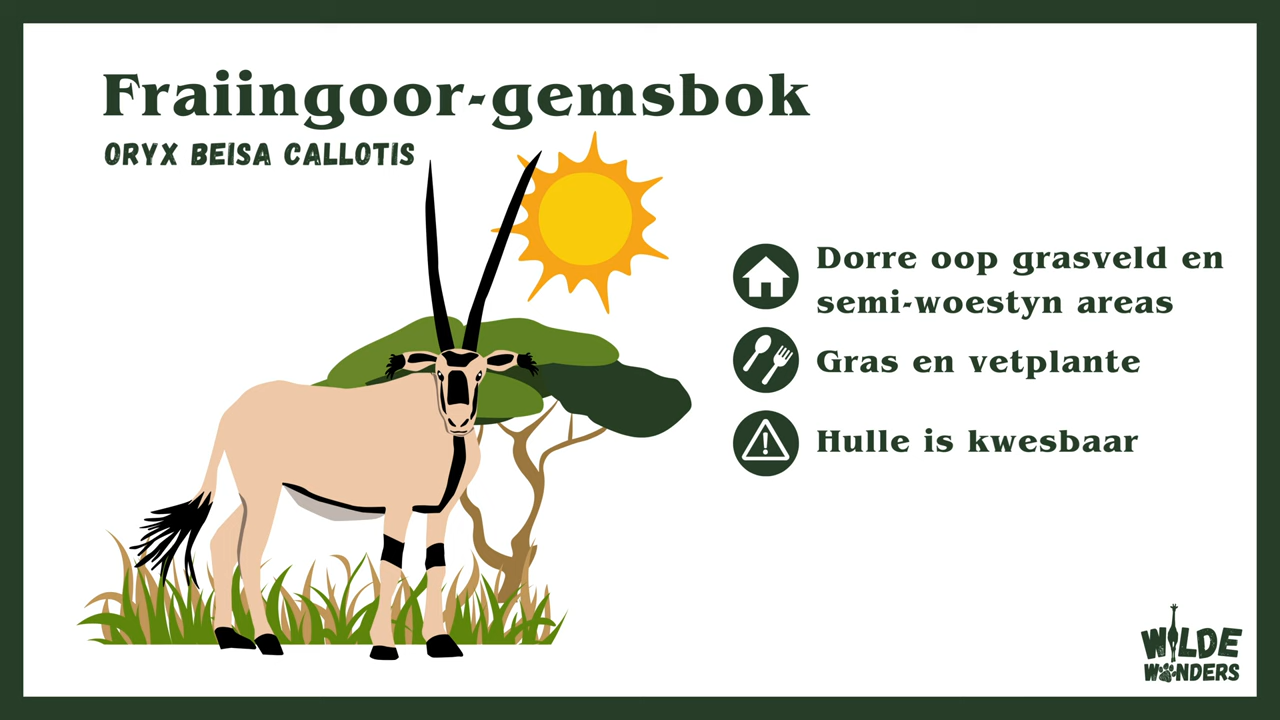 Fraiingoor-gemsbok
ORYX BEISA CALLOTIS
Dorre oop grasveld en
semi-woestyn areas
Gras en vetplante
Hulle is kwesbaar
WILDE
WONDERS